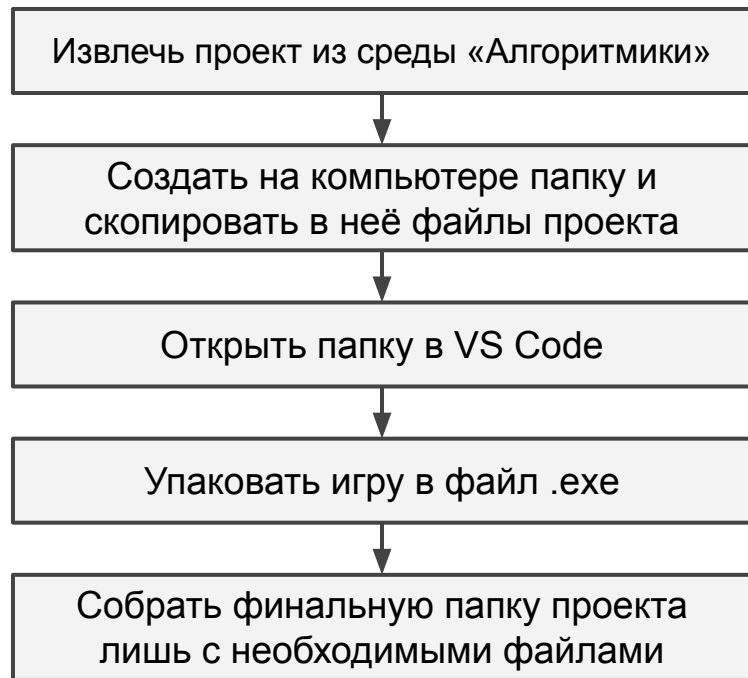 Извлечь проект из среды «Алгоритмики»
Создать на компьютере папку и
скопировать в неё файлы проекта
Открыть папку в VS Code
Упаковать игру в файл .exe
Собрать финальную папку проекта
лишь с необходимыми файлами